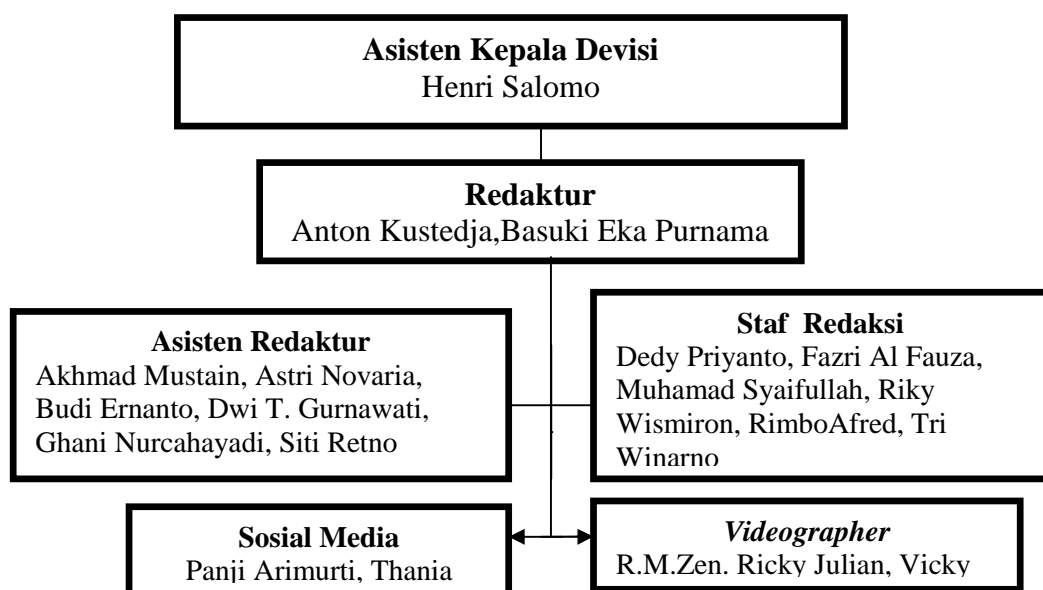 Asisten Kepala Devisi
Henri Salomo
Redaktur
Anton Kustedja,Basuki Eka Purnama
Asisten Redaktur
Akhmad Mustain, Astri Novaria,
Budi Ernanto, Dwi T. Gurnawati,
Ghani Nurcahayadi, Siti Retno
Staf  Redaksi
Dedy Priyanto, Fazri Al Fauza,
Muhamad Syaifullah, Riky
Wismiron, RimboAfred, Tri
Winarno
Sosial Media
Panji Arimurti, Thania
Videographer
R.M.Zen. Ricky Julian, Vicky